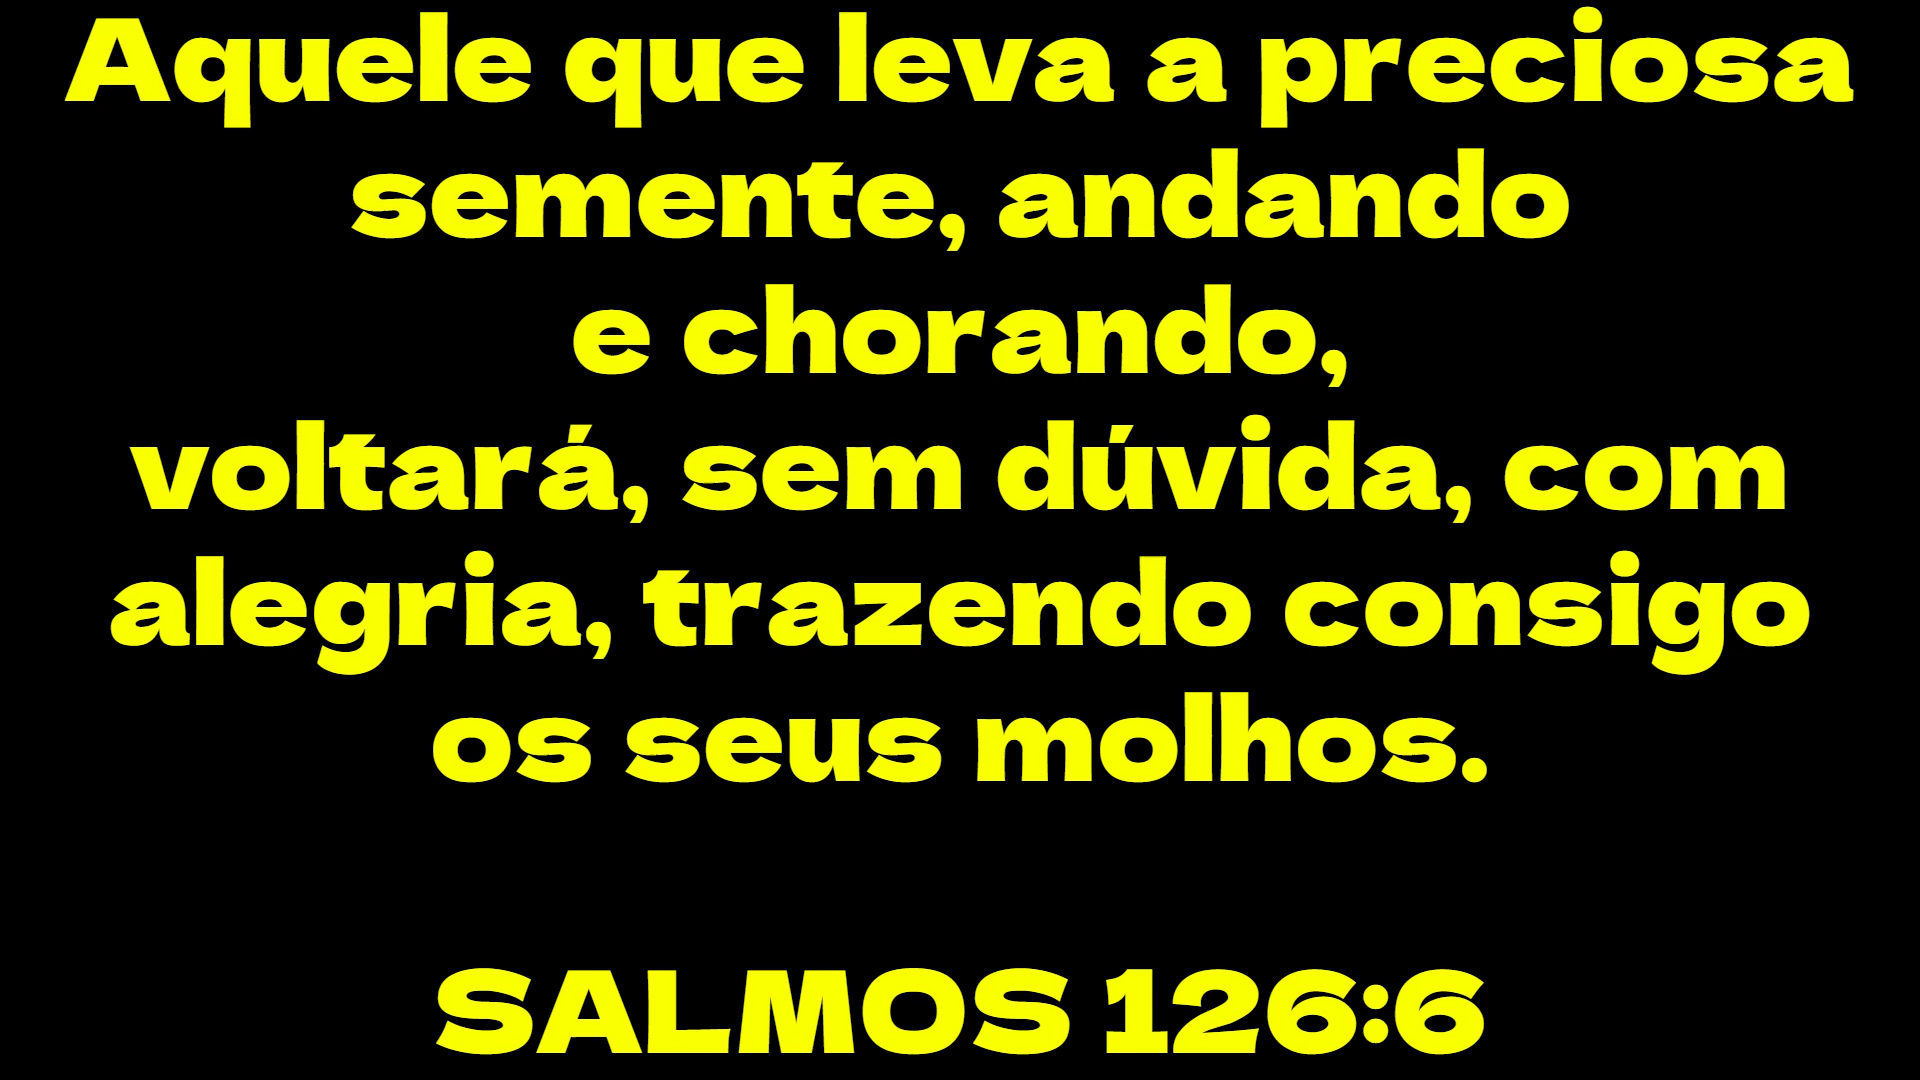 Aquele que leva a preciosa
semente, andando
e chorando,
voltará, sem dúvida, com
alegria, trazendo consigo
os seus molhos.
SALMOS 126:6